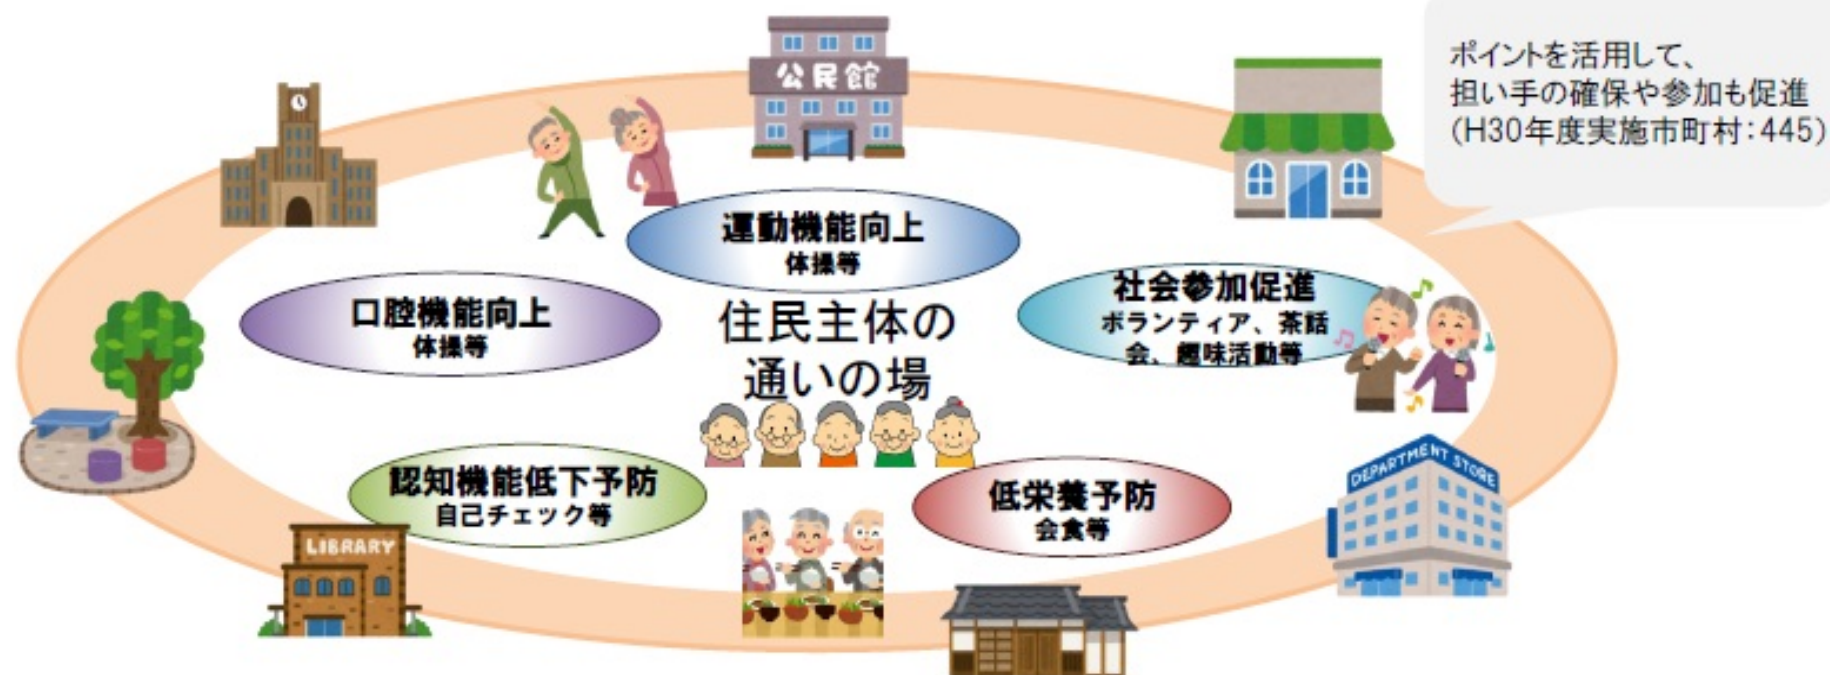 公民館
ポイントを活用して、
担い手の確保や参加も促進
(H30年度実施市町村:445)
運動機能向上
体操等
口腔機能向上
体操等
社会参加促進
ボランティア、茶話
会、趣味活動等
住民主体の
通いの場
認知機能低下予防
自己チェック等
低栄養予防
会食等
DEPARTMENT STORE
LIBRARY